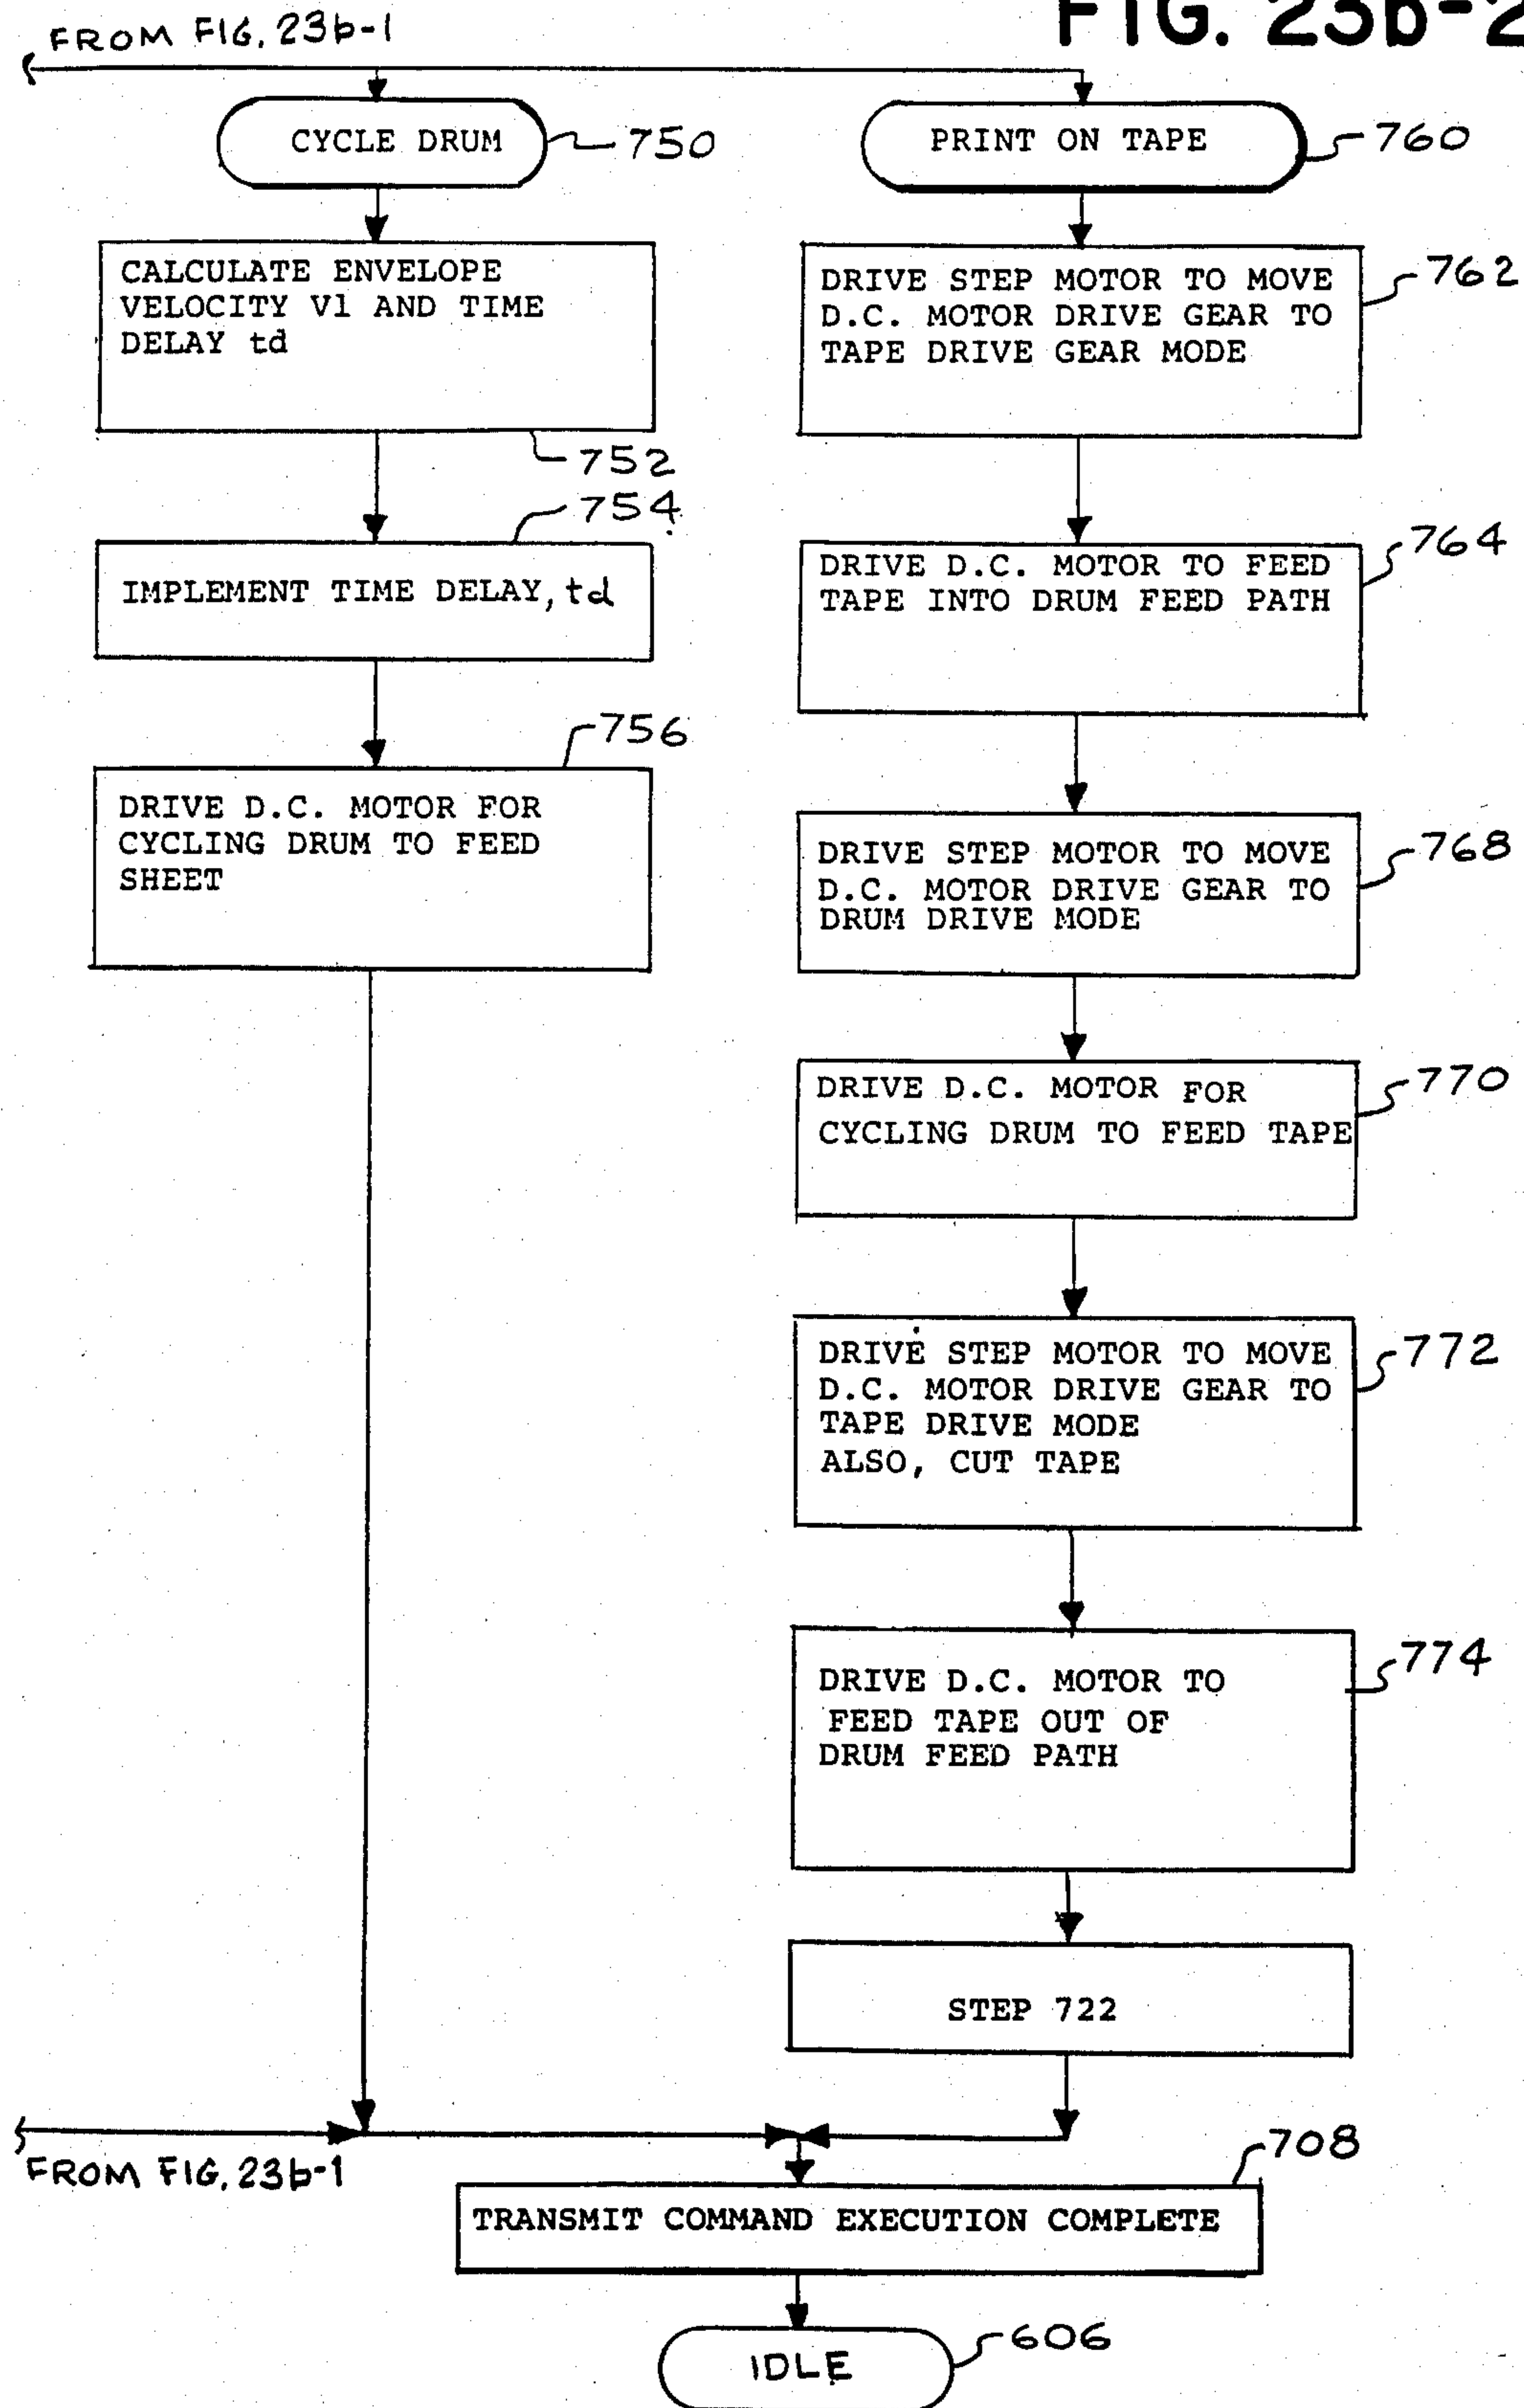 FIG. 23b-2
FROM FIG. 23b-1
CYCLE DRUM
750
CALCULATE ENVELOPE
VELOCITY V1 AND TIME
DELAY td
752
754
IMPLEMENT TIME DELAY, td
756
DRIVE D.C. MOTOR FOR
CYCLING DRUM TO FEED
SHEET
PRINT ON TAPE
760
DRIVE STEP MOTOR TO MOVE
D.C. MOTOR DRIVE GEAR TO
TAPE DRIVE GEAR MODE
762
DRIVE D.C. MOTOR TO FEED
TAPE INTO DRUM FEED PATH
764
DRIVE STEP MOTOR TO MOVE
D.C. MOTOR DRIVE GEAR TO
DRUM DRIVE MODE
768
DRIVE D.C. MOTOR FOR
CYCLING DRUM TO FEED TAPE
770
DRIVE STEP MOTOR TO MOVE
D.C. MOTOR DRIVE GEAR TO
TAPE DRIVE MODE
ALSO, CUT TAPE
772
DRIVE D.C. MOTOR TO
FEED TAPE OUT OF
DRUM FEED PATH
774
STEP 722
FROM FIG. 23b-1
708
TRANSMIT COMMAND EXECUTION COMPLETE
IDLE
606